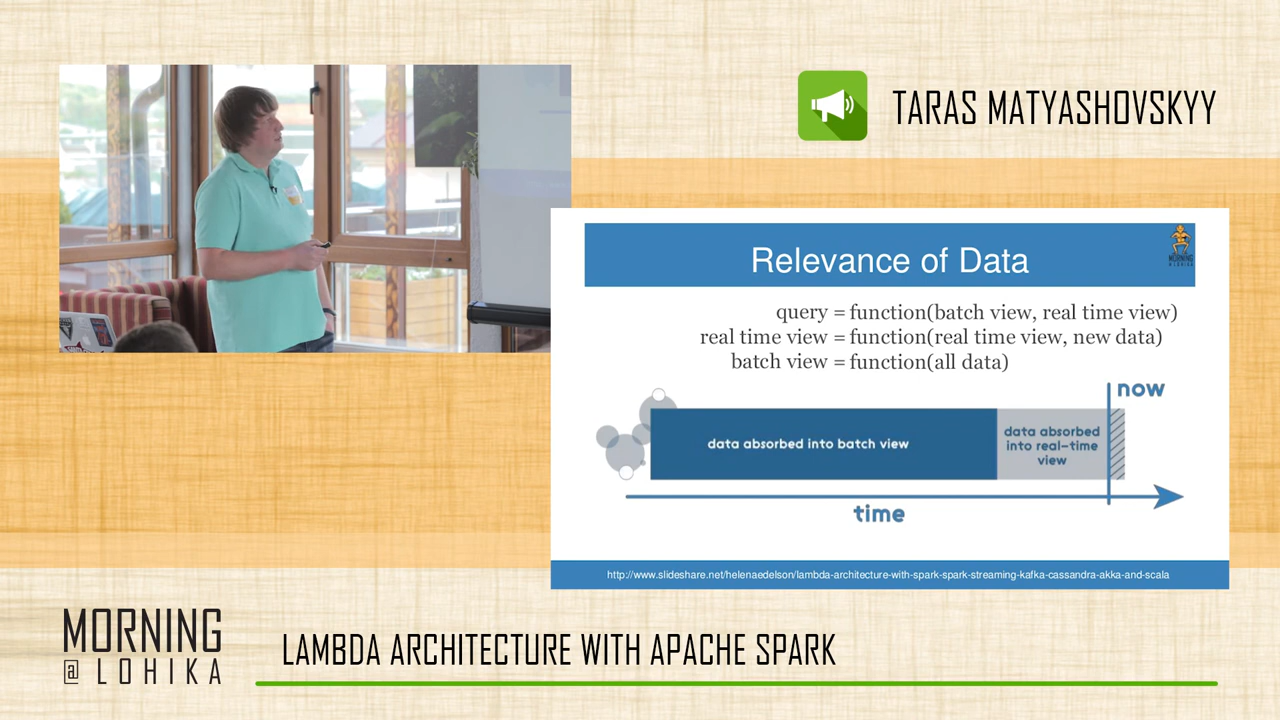 TARAS MATYASHOVSKYY
Relevance of Data
MORNING
@ LOHIKA
query = function(batch view, real time view)
real time view = function(real time view, new data)
batch view = function(all data)
now
data absorbed into batch view
data absorbed
into real-time
view
time
http://www.slideshare.net/helenaedelson/lambda-architecture-with-spark-spark-streaming-kafka-cassandra-akka-and-scala
MORNING
@ LOHIKA
LAMBDA ARCHITECTURE WITH APACHE SPARK